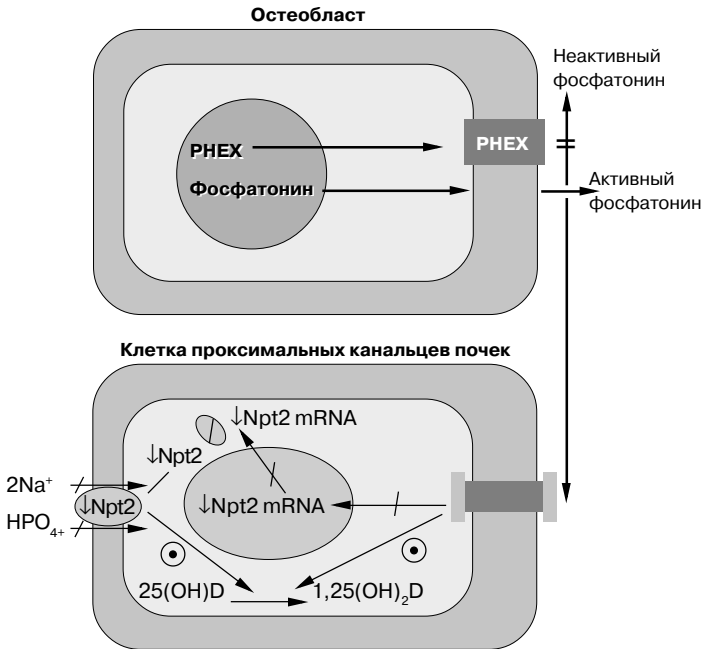 Остеобласт
Неактивный
фосфатонин
PHEX
PHEX
Фосфатонин
Активный
фосфатонин
Клетка проксимальных канальцев почек
↓Npt2 mRNA
↓Npt2
2Na⁺
↓Npt2
↓Npt2 mRNA
HPO₄₊
25(OH)D
1,25(OH)₂D